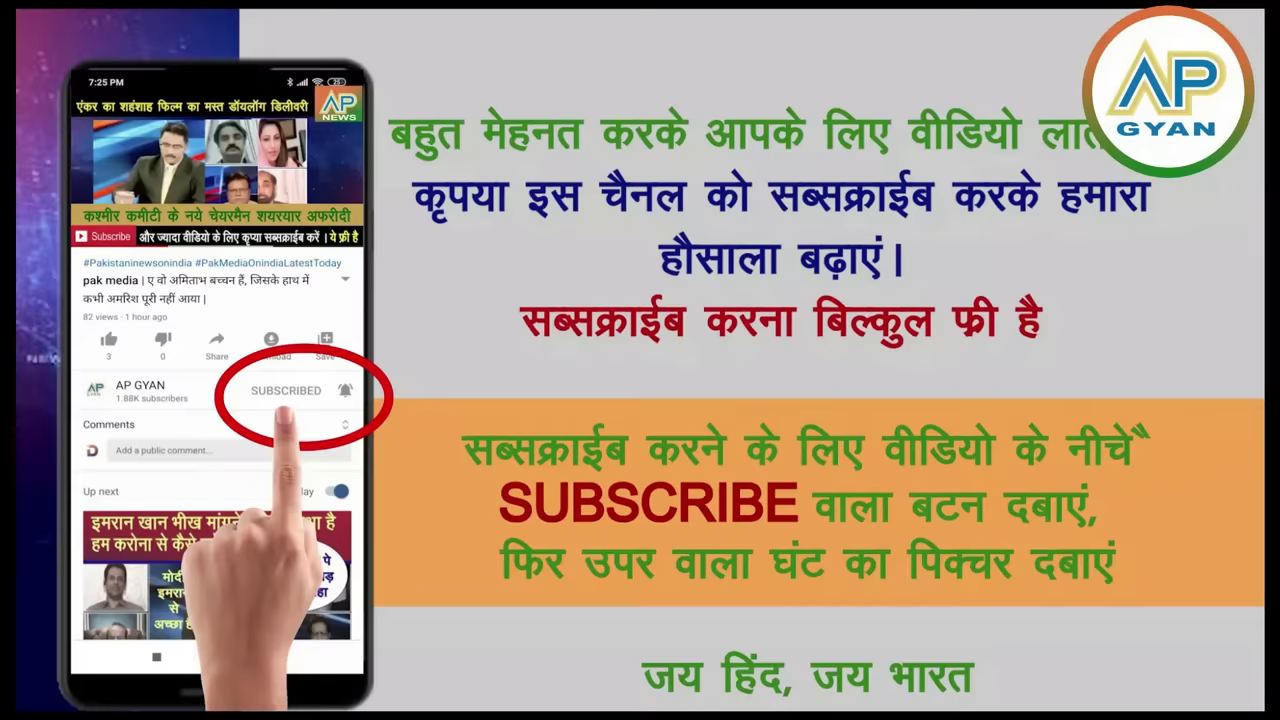 7:25 PM
एंकर का शहंशाह फिल्म का मस्त डॉयलॉग डिलीवरी
AP
NEWS
कश्मीर कमीटी के नये चेयरमैन शयरयार अफरीदी
Subscribe और ज्यादा वीडियो के लिए कृप्या सब्सक्राईब करें । ये फ्री है
#Pakistaninewsonindia #PakMediaOnindiaLatestToday
pak media | ए वो अमिताभ बच्चन हैं, जिसके हाथ में
कभी अमरिश पूरी नहीं आया |
82 views · 1 hour ago
3 0 Share Save
AP GYAN
1.88K subscribers
SUBSCRIBED
Comments
Add a public comment...
Up next
इमरान खान भीख है
हम करोना से
मोदी
से
अच्छा
AP
GYAN
बहुत मेहनत करके आपके लिए वीडियो
कृपया इस चैनल को सब्सक्राईब करके हमारा
हौसाला बढ़ाएं।
सब्सक्राईब करना बिल्कुल फ्री है
सब्सक्राईब करने के लिए वीडियो के नीचेै
SUBSCRIBE वाला बटन दबाएं,
फिर उपर वाला घंट का पिक्चर दबाएं
जय हिंद, जय भारत